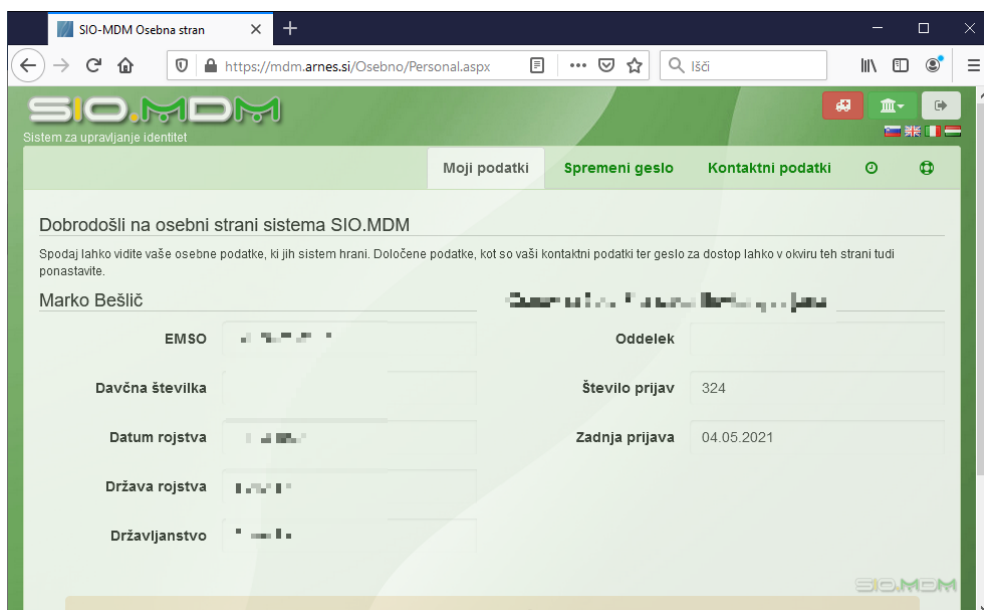 SIO-MDM Osebna stran
https://mdm.arnes.si/Osebno/Personal.aspx
Išči
SIO.MDM
Sistem za upravljanje identitet
Moji podatki Spremeni geslo Kontaktni podatki
Dobrodošli na osebni strani sistema SIO.MDM
Spodaj lahko vidite vaše osebne podatke, ki jih sistem hrani. Določene podatke, kot so vaši kontaktni podatki ter geslo za dostop lahko v okviru teh strani tudi
ponastavite.
Marko Bešlič
EMSO
Oddelek
Davčna številka
Število prijav 324
Datum rojstva
Zadnja prijava 04.05.2021
Država rojstva
Državljanstvo
SIO.MDM